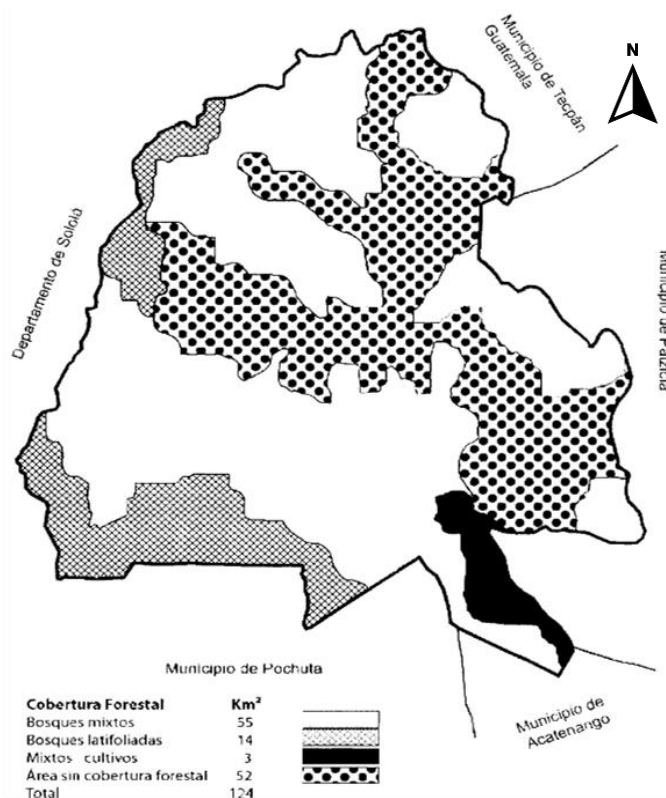 Municipio de Tecpán
Guatemala
N
Departamento de Sololá
Municipio de Patzicía
Municipio de Pochuta
Municipio de
Acatenango
Cobertura Forestal Km²
Bosques mixtos 55
Bosques latifoliadas 14
Mixtos cultivos 3
Área sin cobertura forestal 52
Total 124